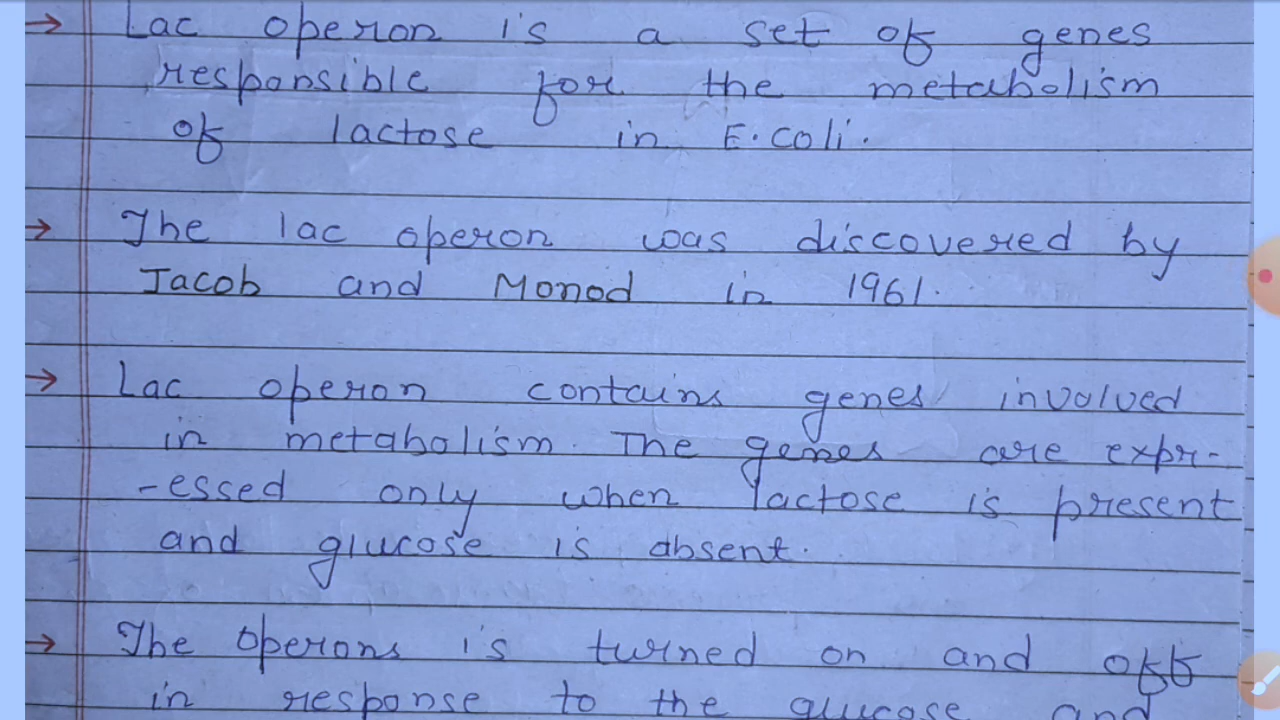 → Lac operon is a set of genes
responsible for the metabolism
of lactose in E.coli.
→ The lac operon was discovered by
Jacob and Monod in 1961.
→ Lac operon contains genes involved
in metabolism. The genes are expr-
-essed only when lactose is present
and glucose is absent.
→ The operons is turned on and off
in response to the glucose and